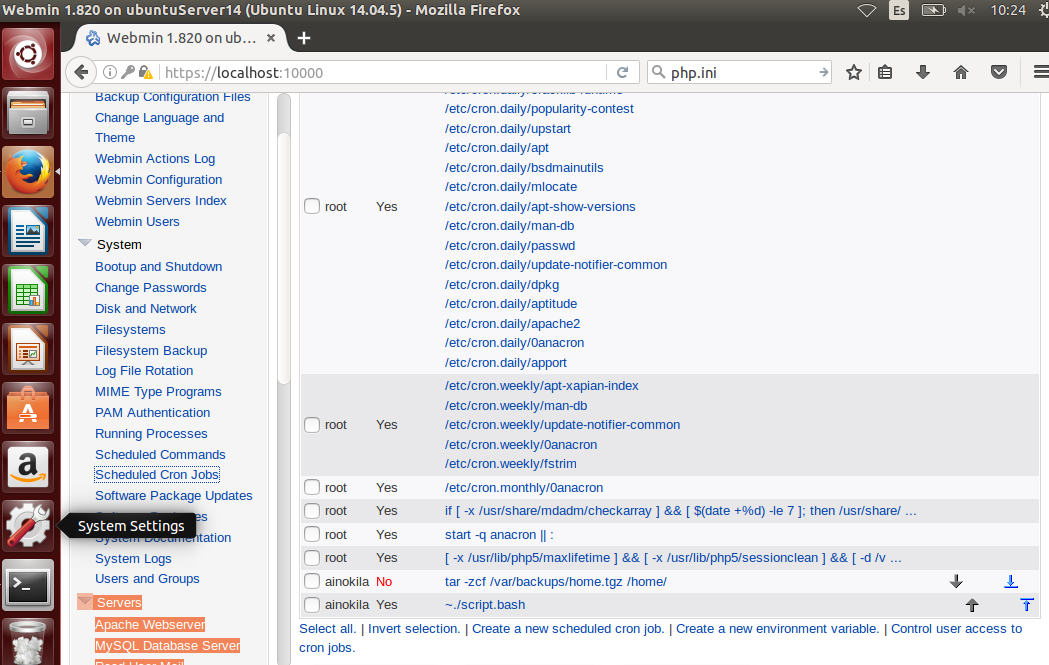 Webmin 1.820 on ubuntuServer14 (Ubuntu Linux 14.04.5) - Mozilla Firefox
Es
10:24
Webmin 1.820 on ub...
https://localhost:10000
php.ini
Backup Configuration Files
Change Language and
Theme
Webmin Actions Log
Webmin Configuration
Webmin Servers Index
Webmin Users
System
Bootup and Shutdown
Change Passwords
Disk and Network
Filesystems
Filesystem Backup
Log File Rotation
MIME Type Programs
PAM Authentication
Running Processes
Scheduled Commands
Scheduled Cron Jobs
Software Package Updates
System Documentation
System Logs
Users and Groups
Servers
Apache Webserver
MySQL Database Server
Read User Mail
System Settings
/etc/cron.daily/popularity-contest
/etc/cron.daily/upstart
/etc/cron.daily/apt
/etc/cron.daily/bsdmainutils
/etc/cron.daily/mlocate
root Yes /etc/cron.daily/apt-show-versions
/etc/cron.daily/man-db
/etc/cron.daily/passwd
/etc/cron.daily/update-notifier-common
/etc/cron.daily/dpkg
/etc/cron.daily/aptitude
/etc/cron.daily/apache2
/etc/cron.daily/0anacron
/etc/cron.daily/apport
/etc/cron.weekly/apt-xapian-index
/etc/cron.weekly/man-db
root Yes /etc/cron.weekly/update-notifier-common
/etc/cron.weekly/0anacron
/etc/cron.weekly/fstrim
root Yes /etc/cron.monthly/0anacron
root Yes if [ -x /usr/share/mdadm/checkarray ] && [ $(date +%d) -le 7 ]; then /usr/share/ ...
root Yes start -q anacron || :
root Yes [ -x /usr/lib/php5/maxlifetime ] && [ -x /usr/lib/php5/sessionclean ] && [ -d /v ...
ainokila No tar -zcf /var/backups/home.tgz /home/
ainokila Yes ~./script.bash
Select all. | Invert selection. | Create a new scheduled cron job. | Create a new environment variable. | Control user access to
cron jobs.